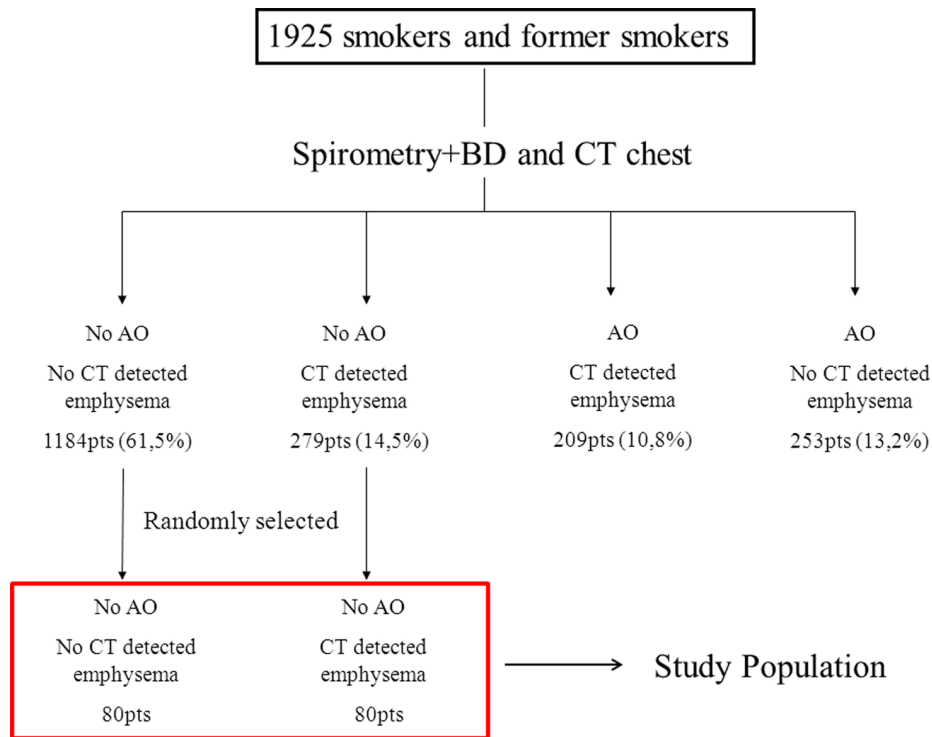 1925 smokers and former smokers
Spirometry+BD and CT chest
No AO
No CT detected
emphysema
1184pts (61,5%)
No AO
CT detected
emphysema
279pts (14,5%)
AO
CT detected
emphysema
209pts (10,8%)
AO
No CT detected
emphysema
253pts (13,2%)
Randomly selected
No AO
No CT detected
emphysema
80pts
No AO
CT detected
emphysema
80pts
Study Population